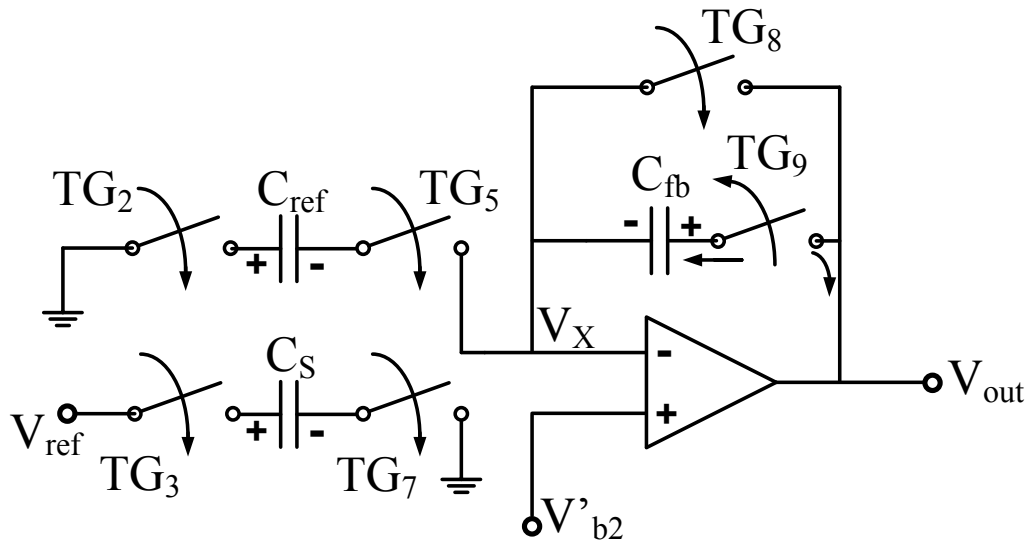 TG8
TG9
Cfb
- +
TG2
Cref
TG5
+ -
VX
-
+
Vout
CS
+ -
Vref
TG3
TG7
V'b2